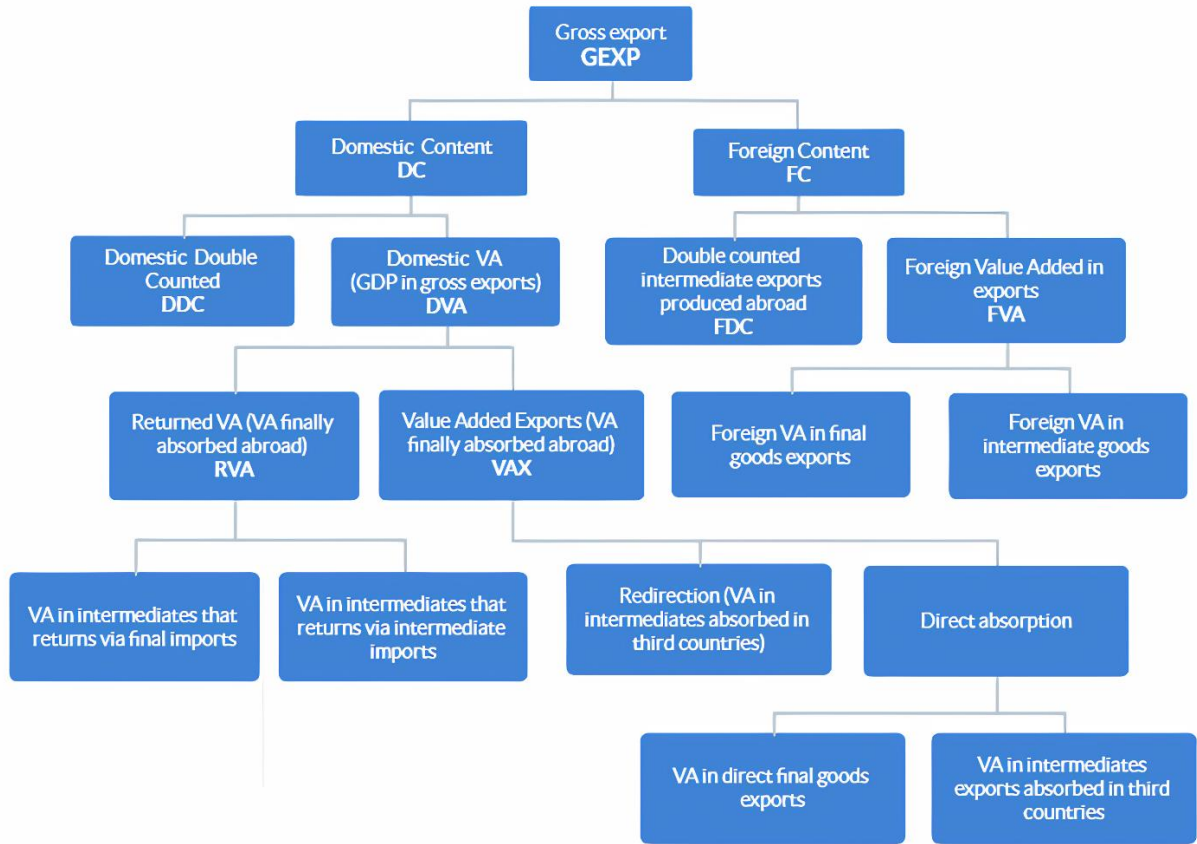 Gross export
GEXP
Domestic Content
DC
Foreign Content
FC
Domestic Double
Counted
DDC
Domestic VA
(GDP in gross exports)
DVA
Double counted
intermediate exports
produced abroad
FDC
Foreign Value Added in
exports
FVA
Returned VA (VA finally
absorbed abroad)
RVA
Value Added Exports (VA
finally absorbed abroad)
VAX
Foreign VA in final
goods exports
Foreign VA in
intermediate goods
exports
VA in intermediates that
returns via final imports
VA in intermediates that
returns via intermediate
imports
Redirection (VA in
intermediates absorbed in
third countries)
Direct absorption
VA in direct final goods
exports
VA in intermediates
exports absorbed in third
countries